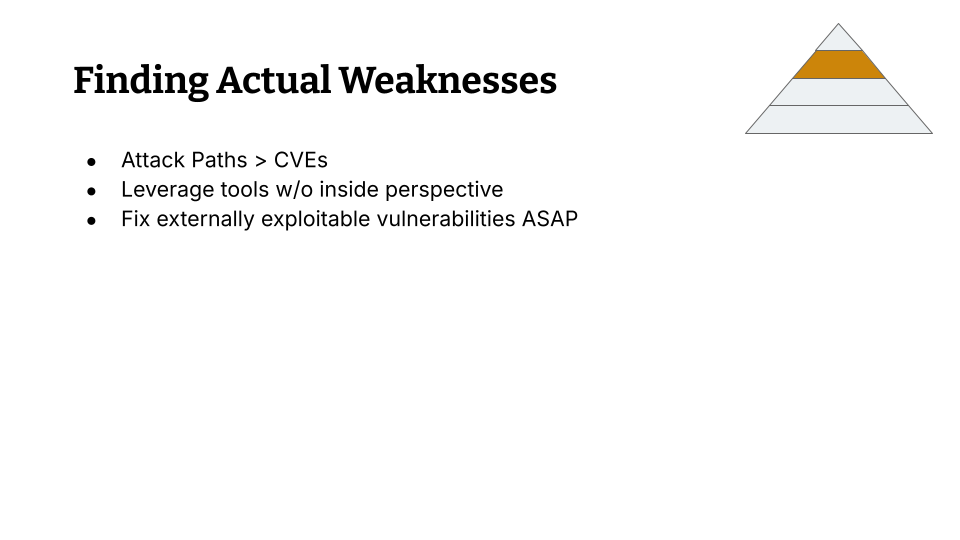 Finding Actual Weaknesses
● Attack Paths > CVEs
● Leverage tools w/o inside perspective
● Fix externally exploitable vulnerabilities ASAP